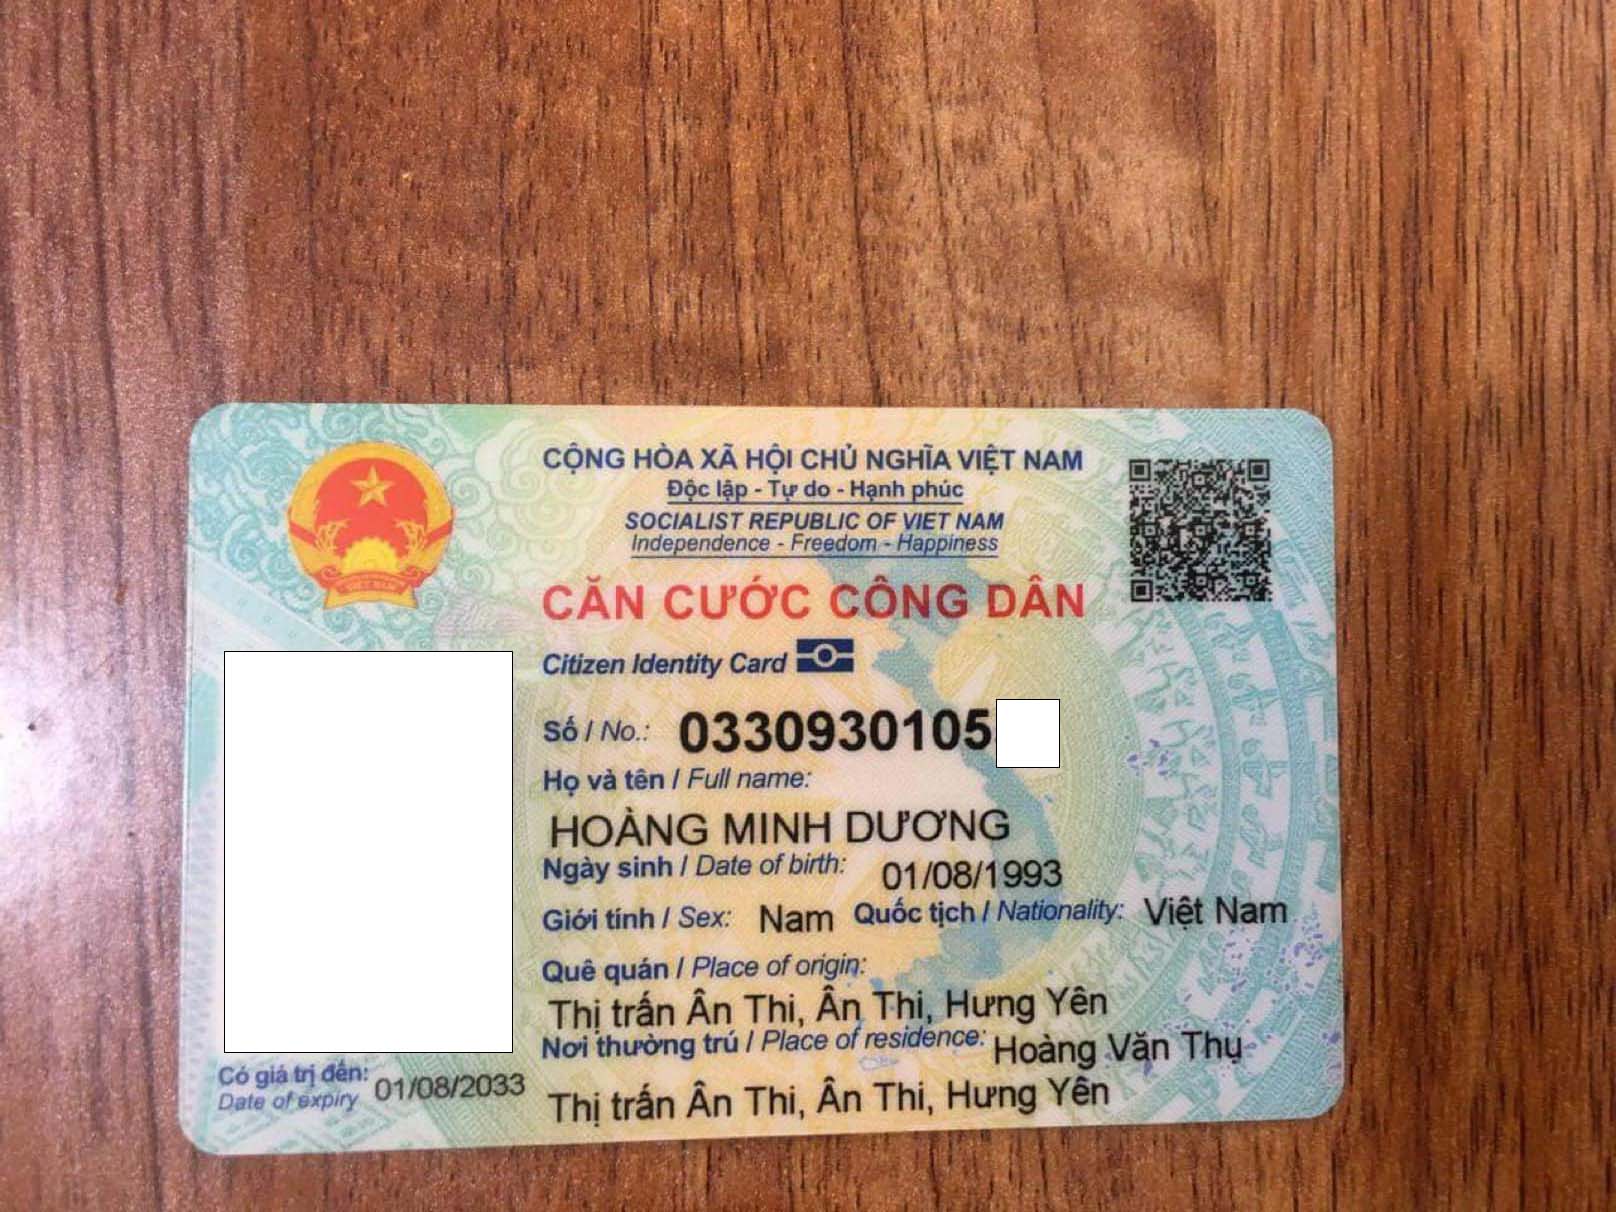 CỘNG HÒA XÃ HỘI CHỦ NGHĨA VIỆT NAM
Độc lập - Tự do - Hạnh phúc
SOCIALIST REPUBLIC OF VIET NAM
Independence - Freedom - Happiness
CĂN CƯỚC CÔNG DÂN
Citizen Identity Card
Số / No.: 0330930105
Họ và tên / Full name:
HOÀNG MINH DƯƠNG
Ngày sinh / Date of birth: 01/08/1993
Giới tính / Sex: Nam Quốc tịch / Nationality: Việt Nam
Quê quán / Place of origin:
Thị trấn Ân Thi, Ân Thi, Hưng Yên
Nơi thường trú / Place of residence: Hoàng Văn Thụ
Thị trấn Ân Thi, Ân Thi, Hưng Yên
Có giá trị đến: 01/08/2033
Date of expiry